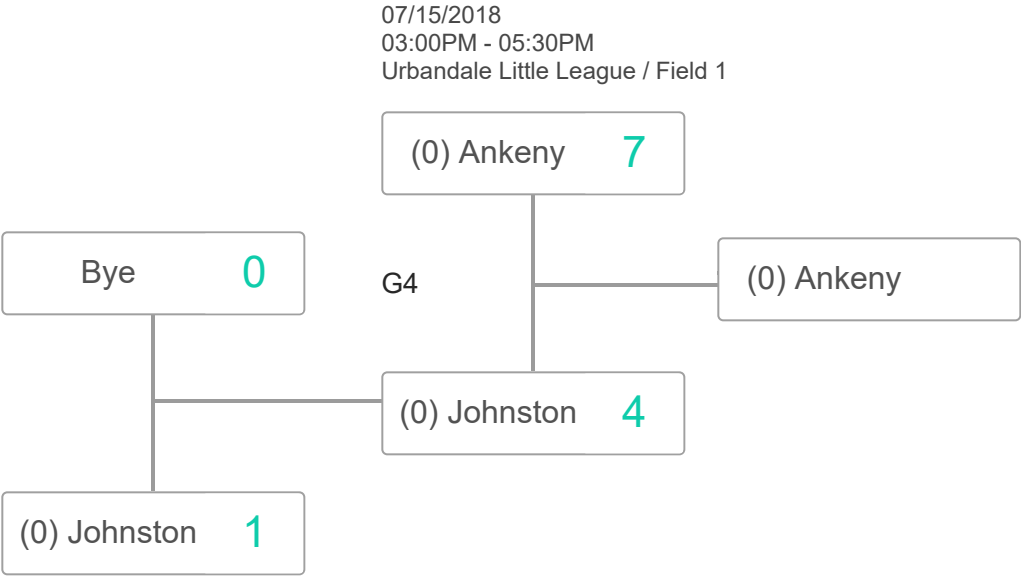 07/15/2018
03:00PM - 05:30PM
Urbandale Little League / Field 1
(0) Ankeny 7
Bye 0
G4
(0) Ankeny
(0) Johnston 4
(0) Johnston 1